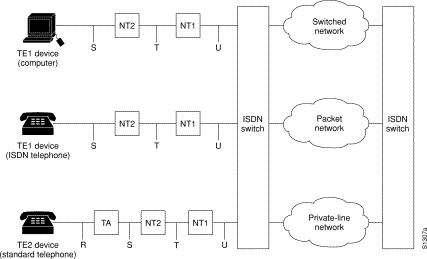 NT2
NT1
Switched
network
TE1 device
(computer)
S
T
U
ISDN
switch
NT2
NT1
Packet
network
ISDN
switch
TE1 device
(ISDN telephone)
S
T
U
TA
NT2
NT1
Private-line
network
TE2 device
(standard telephone)
R
S
T
U
S1307a